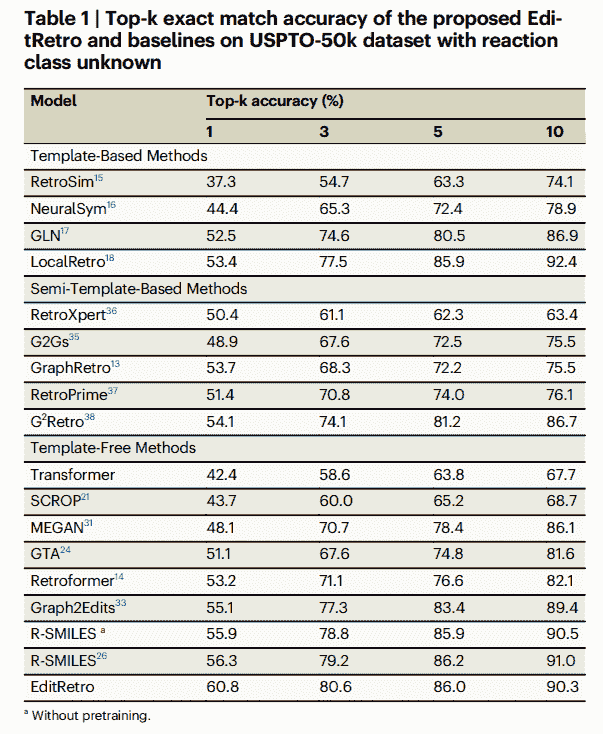 Table 1 | Top-k exact match accuracy of the proposed Edi-
tRetro and baselines on USPTO-50k dataset with reaction
class unknown
Model Top-k accuracy (%)
1 3 5 10
Template-Based Methods
RetroSim15 37.3 54.7 63.3 74.1
NeuralSym16 44.4 65.3 72.4 78.9
GLN17 52.5 74.6 80.5 86.9
LocalRetro18 53.4 77.5 85.9 92.4
Semi-Template-Based Methods
RetroXpert36 50.4 61.1 62.3 63.4
G2Gs35 48.9 67.6 72.5 75.5
GraphRetro13 53.7 68.3 72.2 75.5
RetroPrime37 51.4 70.8 74.0 76.1
G²Retro38 54.1 74.1 81.2 86.7
Template-Free Methods
Transformer 42.4 58.6 63.8 67.7
SCROP21 43.7 60.0 65.2 68.7
MEGAN31 48.1 70.7 78.4 86.1
GTA24 51.1 67.6 74.8 81.6
Retroformer14 53.2 71.1 76.6 82.1
Graph2Edits33 55.1 77.3 83.4 89.4
R-SMILES a 55.9 78.8 85.9 90.5
R-SMILES26 56.3 79.2 86.2 91.0
EditRetro 60.8 80.6 86.0 90.3
a Without pretraining.